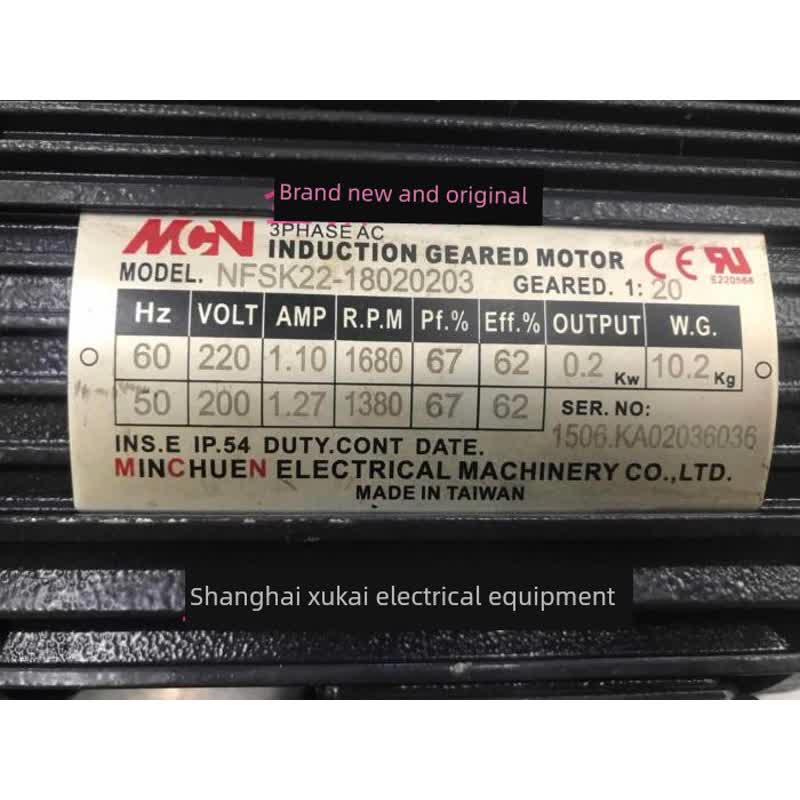 Brand new and original
MCN
3PHASE AC
INDUCTION GEARED MOTOR
CE
E220568
MODEL. NFSK22-18020203 GEARED. 1: 20
Hz VOLT AMP R.P.M Pf.% Eff.% OUTPUT W.G.
60 220 1.10 1680 67 62 0.2 Kw 10.2 Kg
50 200 1.27 1380 67 62 SER. NO:
1506.KA02036036
INS.E IP.54 DUTY.CONT DATE.
MINCHUEN ELECTRICAL MACHINERY CO.,LTD.
MADE IN TAIWAN
Shanghai xukai electrical equipment